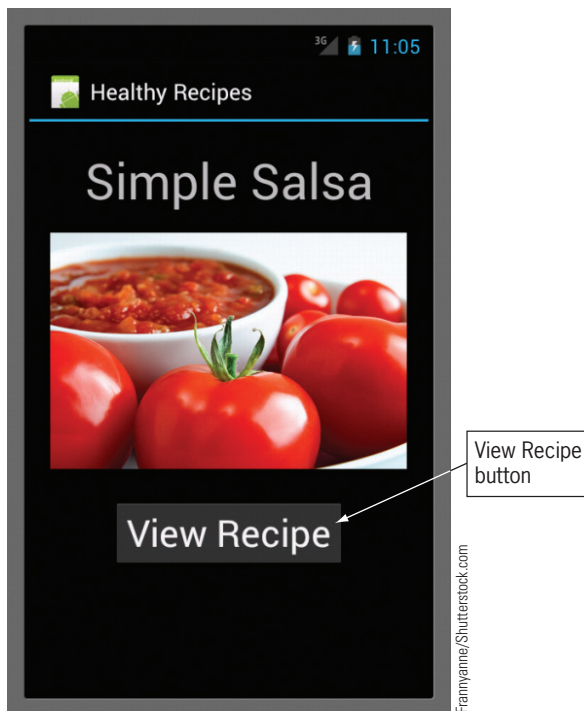 3G 11:05
Healthy Recipes
Simple Salsa
View Recipe
View Recipe
button
Frannyanne/Shutterstock.com